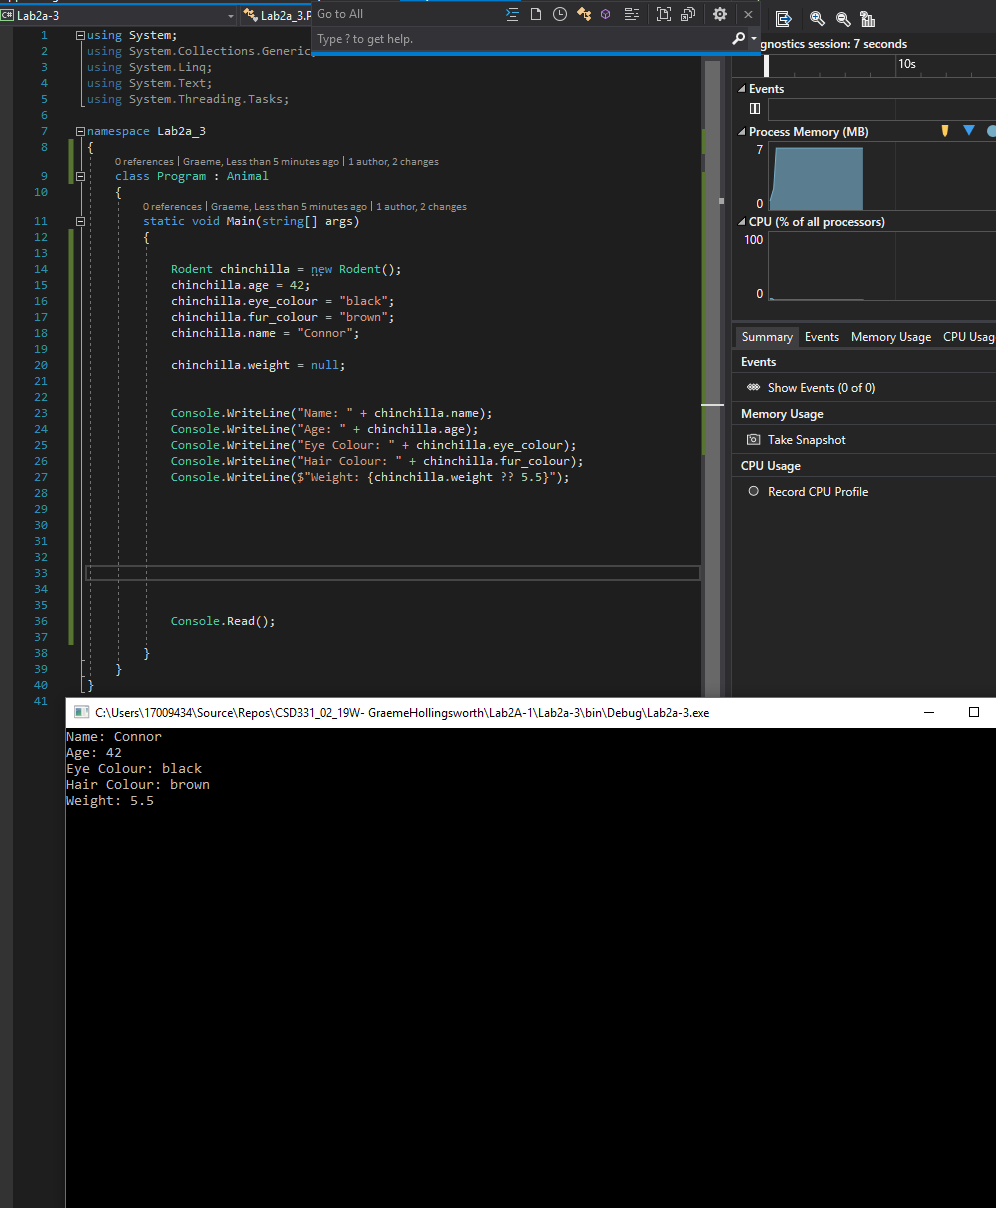 Lab2a-3
Lab2a_3.P
Go to All
Type ? to get help.
1 using System;
2 using System.Collections.Generic;
3 using System.Linq;
4 using System.Text;
5 using System.Threading.Tasks;
6
7 namespace Lab2a_3
8 {
0 references | Graeme, Less than 5 minutes ago | 1 author, 2 changes
9 class Program : Animal
10 {
0 references | Graeme, Less than 5 minutes ago | 1 author, 2 changes
11 static void Main(string[] args)
12 {
13
14 Rodent chinchilla = new Rodent();
15 chinchilla.age = 42;
16 chinchilla.eye_colour = "black";
17 chinchilla.fur_colour = "brown";
18 chinchilla.name = "Connor";
19
20 chinchilla.weight = null;
21
22
23 Console.WriteLine("Name: " + chinchilla.name);
24 Console.WriteLine("Age: " + chinchilla.age);
25 Console.WriteLine("Eye Colour: " + chinchilla.eye_colour);
26 Console.WriteLine("Hair Colour: " + chinchilla.fur_colour);
27 Console.WriteLine($"Weight: {chinchilla.weight ?? 5.5}");
28
29
30
31
32
33
34
35
36 Console.Read();
37
38 }
39 }
40 }
41
gnostics session: 7 seconds
10s
Events
Process Memory (MB)
7
0
CPU (% of all processors)
100
0
Summary Events Memory Usage CPU Usag
Events
Show Events (0 of 0)
Memory Usage
Take Snapshot
CPU Usage
Record CPU Profile
C:\Users\17009434\Source\Repos\CSD331_02_19W- GraemeHollingsworth\Lab2A-1\Lab2a-3\bin\Debug\Lab2a-3.exe
Name: Connor
Age: 42
Eye Colour: black
Hair Colour: brown
Weight: 5.5